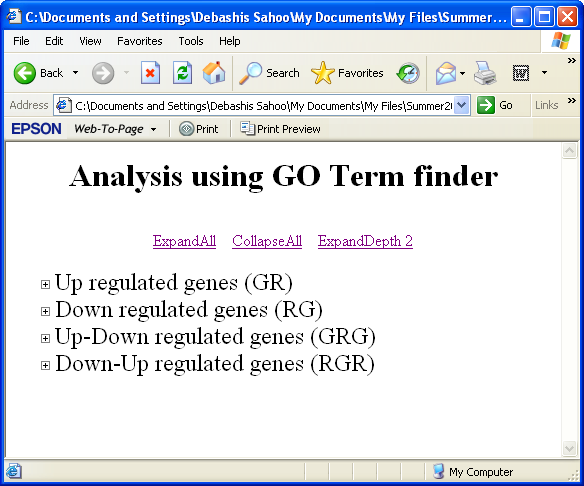 C:\Documents and Settings\Debashis Sahoo\My Documents\My Files\Summer...
File Edit View Favorites Tools Help
Back Search Favorites W
Address C:\Documents and Settings\Debashis Sahoo\My Documents\My Files\Summer20 Go Links
EPSON Web-To-Page Print Print Preview
Analysis using GO Term finder
ExpandAll CollapseAll ExpandDepth 2
Up regulated genes (GR)
Down regulated genes (RG)
Up-Down regulated genes (GRG)
Down-Up regulated genes (RGR)
My Computer